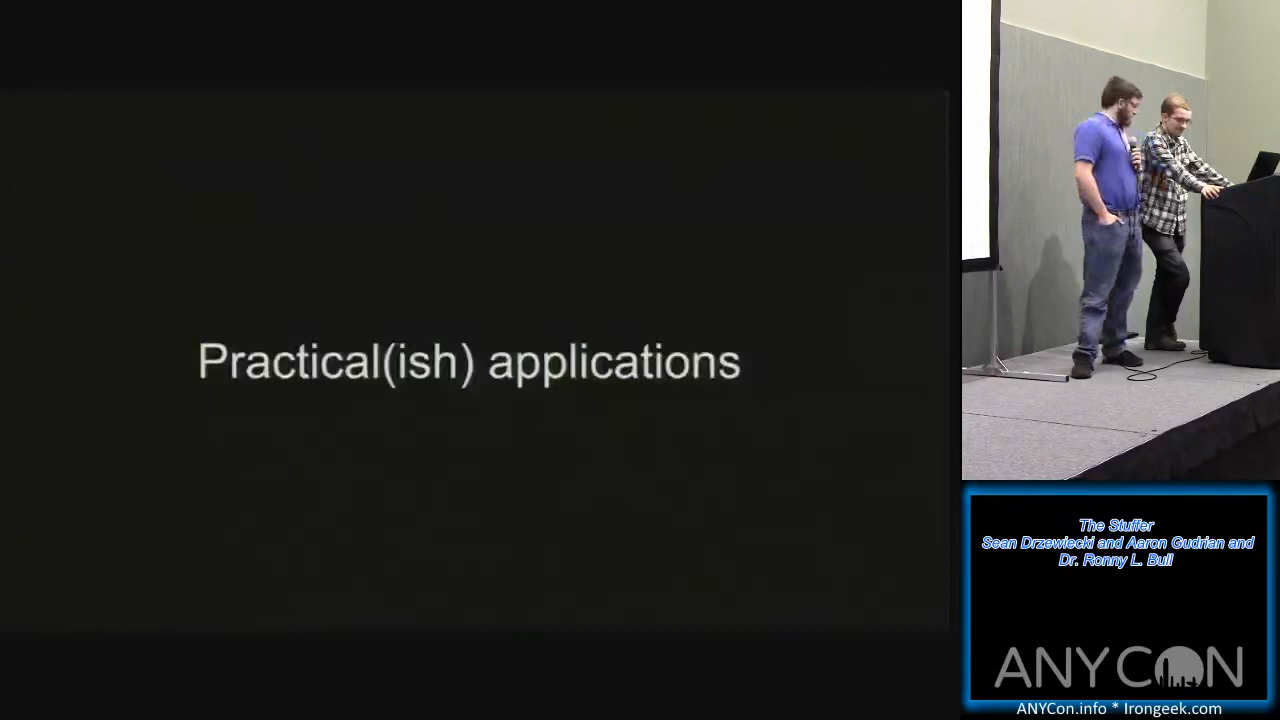 Practical(ish) applications
The Stuffer
Sean Drzewiecki and Aaron Gudrian and
Dr. Ronny L. Bull
ANYCON
ANYCon.info * Irongeek.com